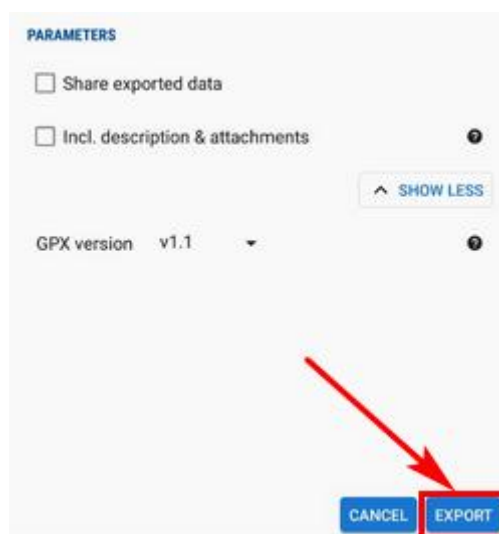 PARAMETERS
Share exported data
Incl. description & attachments
SHOW LESS
GPX version v1.1
CANCEL EXPORT